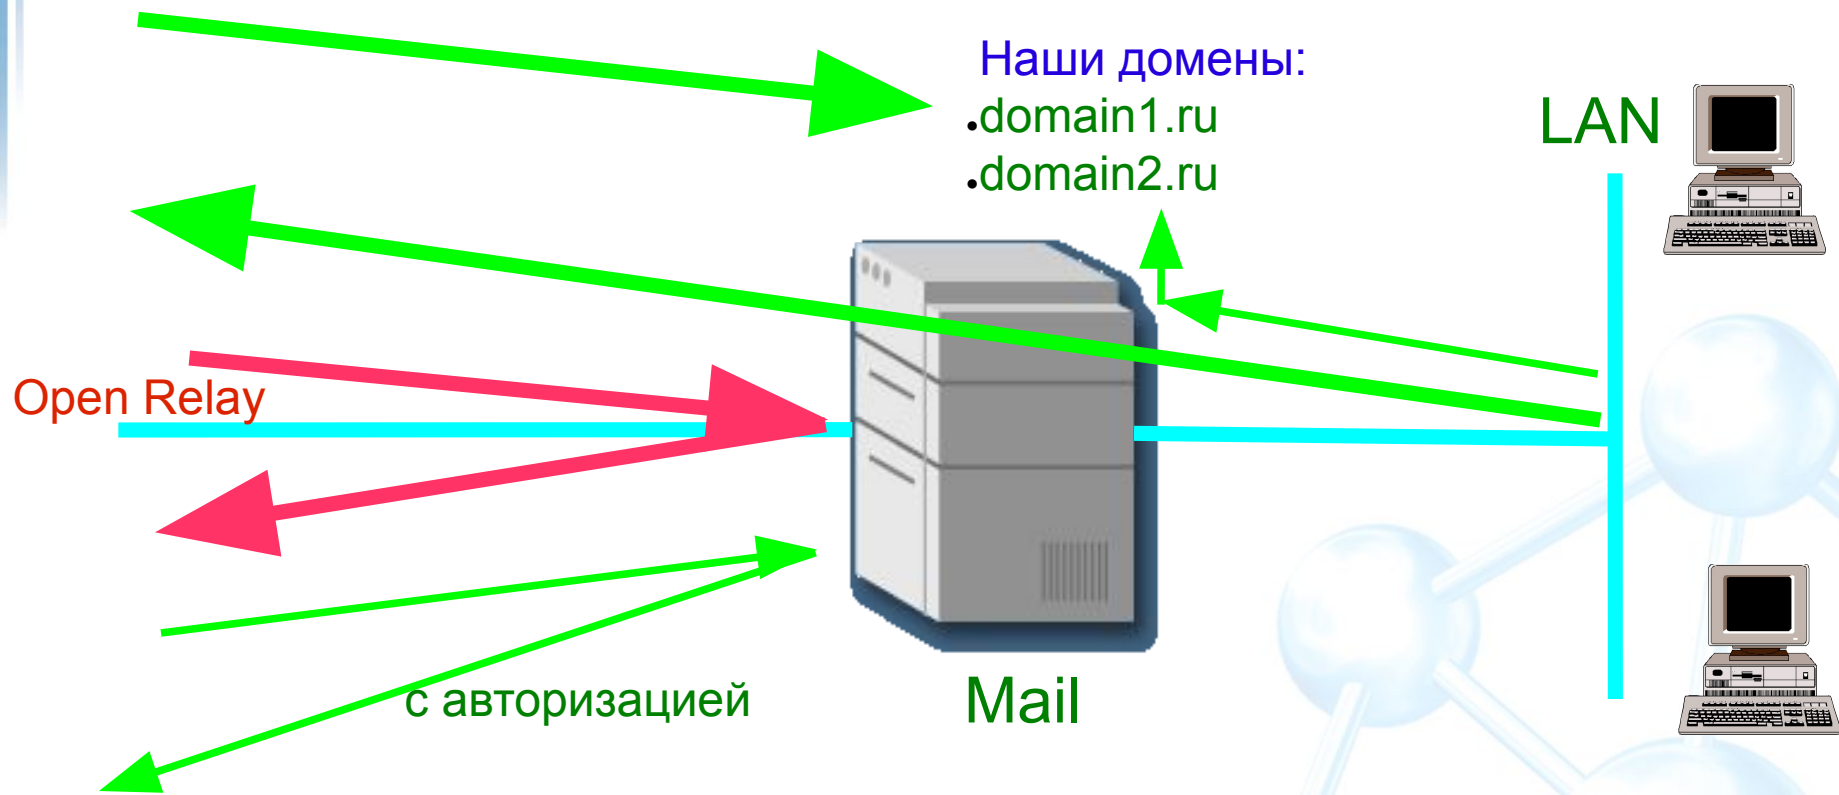 Наши домены:
.domain1.ru
.domain2.ru
LAN
Open Relay
с авторизацией
Mail